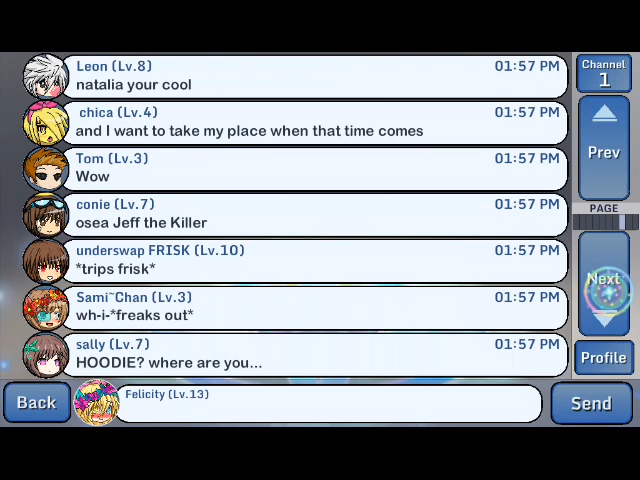 Leon (Lv.8) 01:57 PM
natalia your cool
chica (Lv.4) 01:57 PM
and I want to take my place when that time comes
Tom (Lv.3) 01:57 PM
Wow
conie (Lv.7) 01:57 PM
osea Jeff the Killer
underswap FRISK (Lv.10) 01:57 PM
*trips frisk*
Sami~Chan (Lv.3) 01:57 PM
wh-i-*freaks out*
sally (Lv.7) 01:57 PM
HOODIE? where are you...
Channel
1
Prev
PAGE
Next
Profile
Back
Felicity (Lv.13)
Send